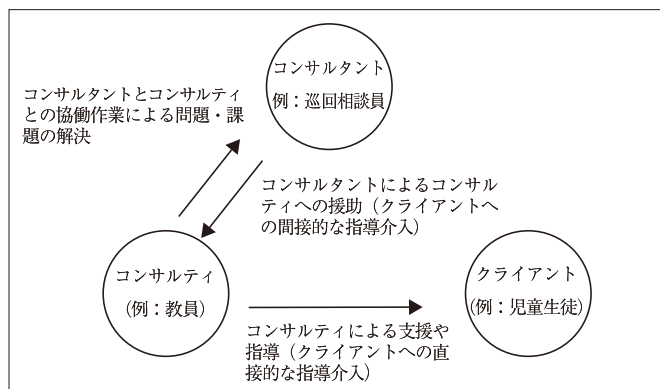 コンサルタント
例：巡回相談員
コンサルタントとコンサルティ
との協働作業による問題・課
題の解決
コンサルタントによるコンサル
ティへの援助（クライアントへ
の間接的な指導介入）
コンサルティ
（例：教員）
クライアント
（例：児童生徒）
コンサルティによる支援や
指導（クライアントへの直
接的な指導介入）